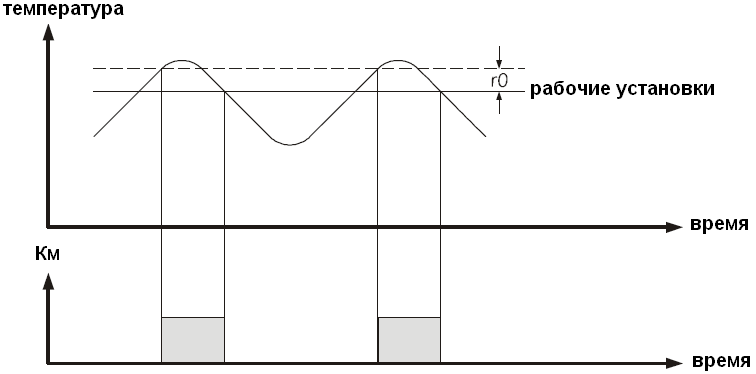 температура
r0
рабочие установки
время
Км
время